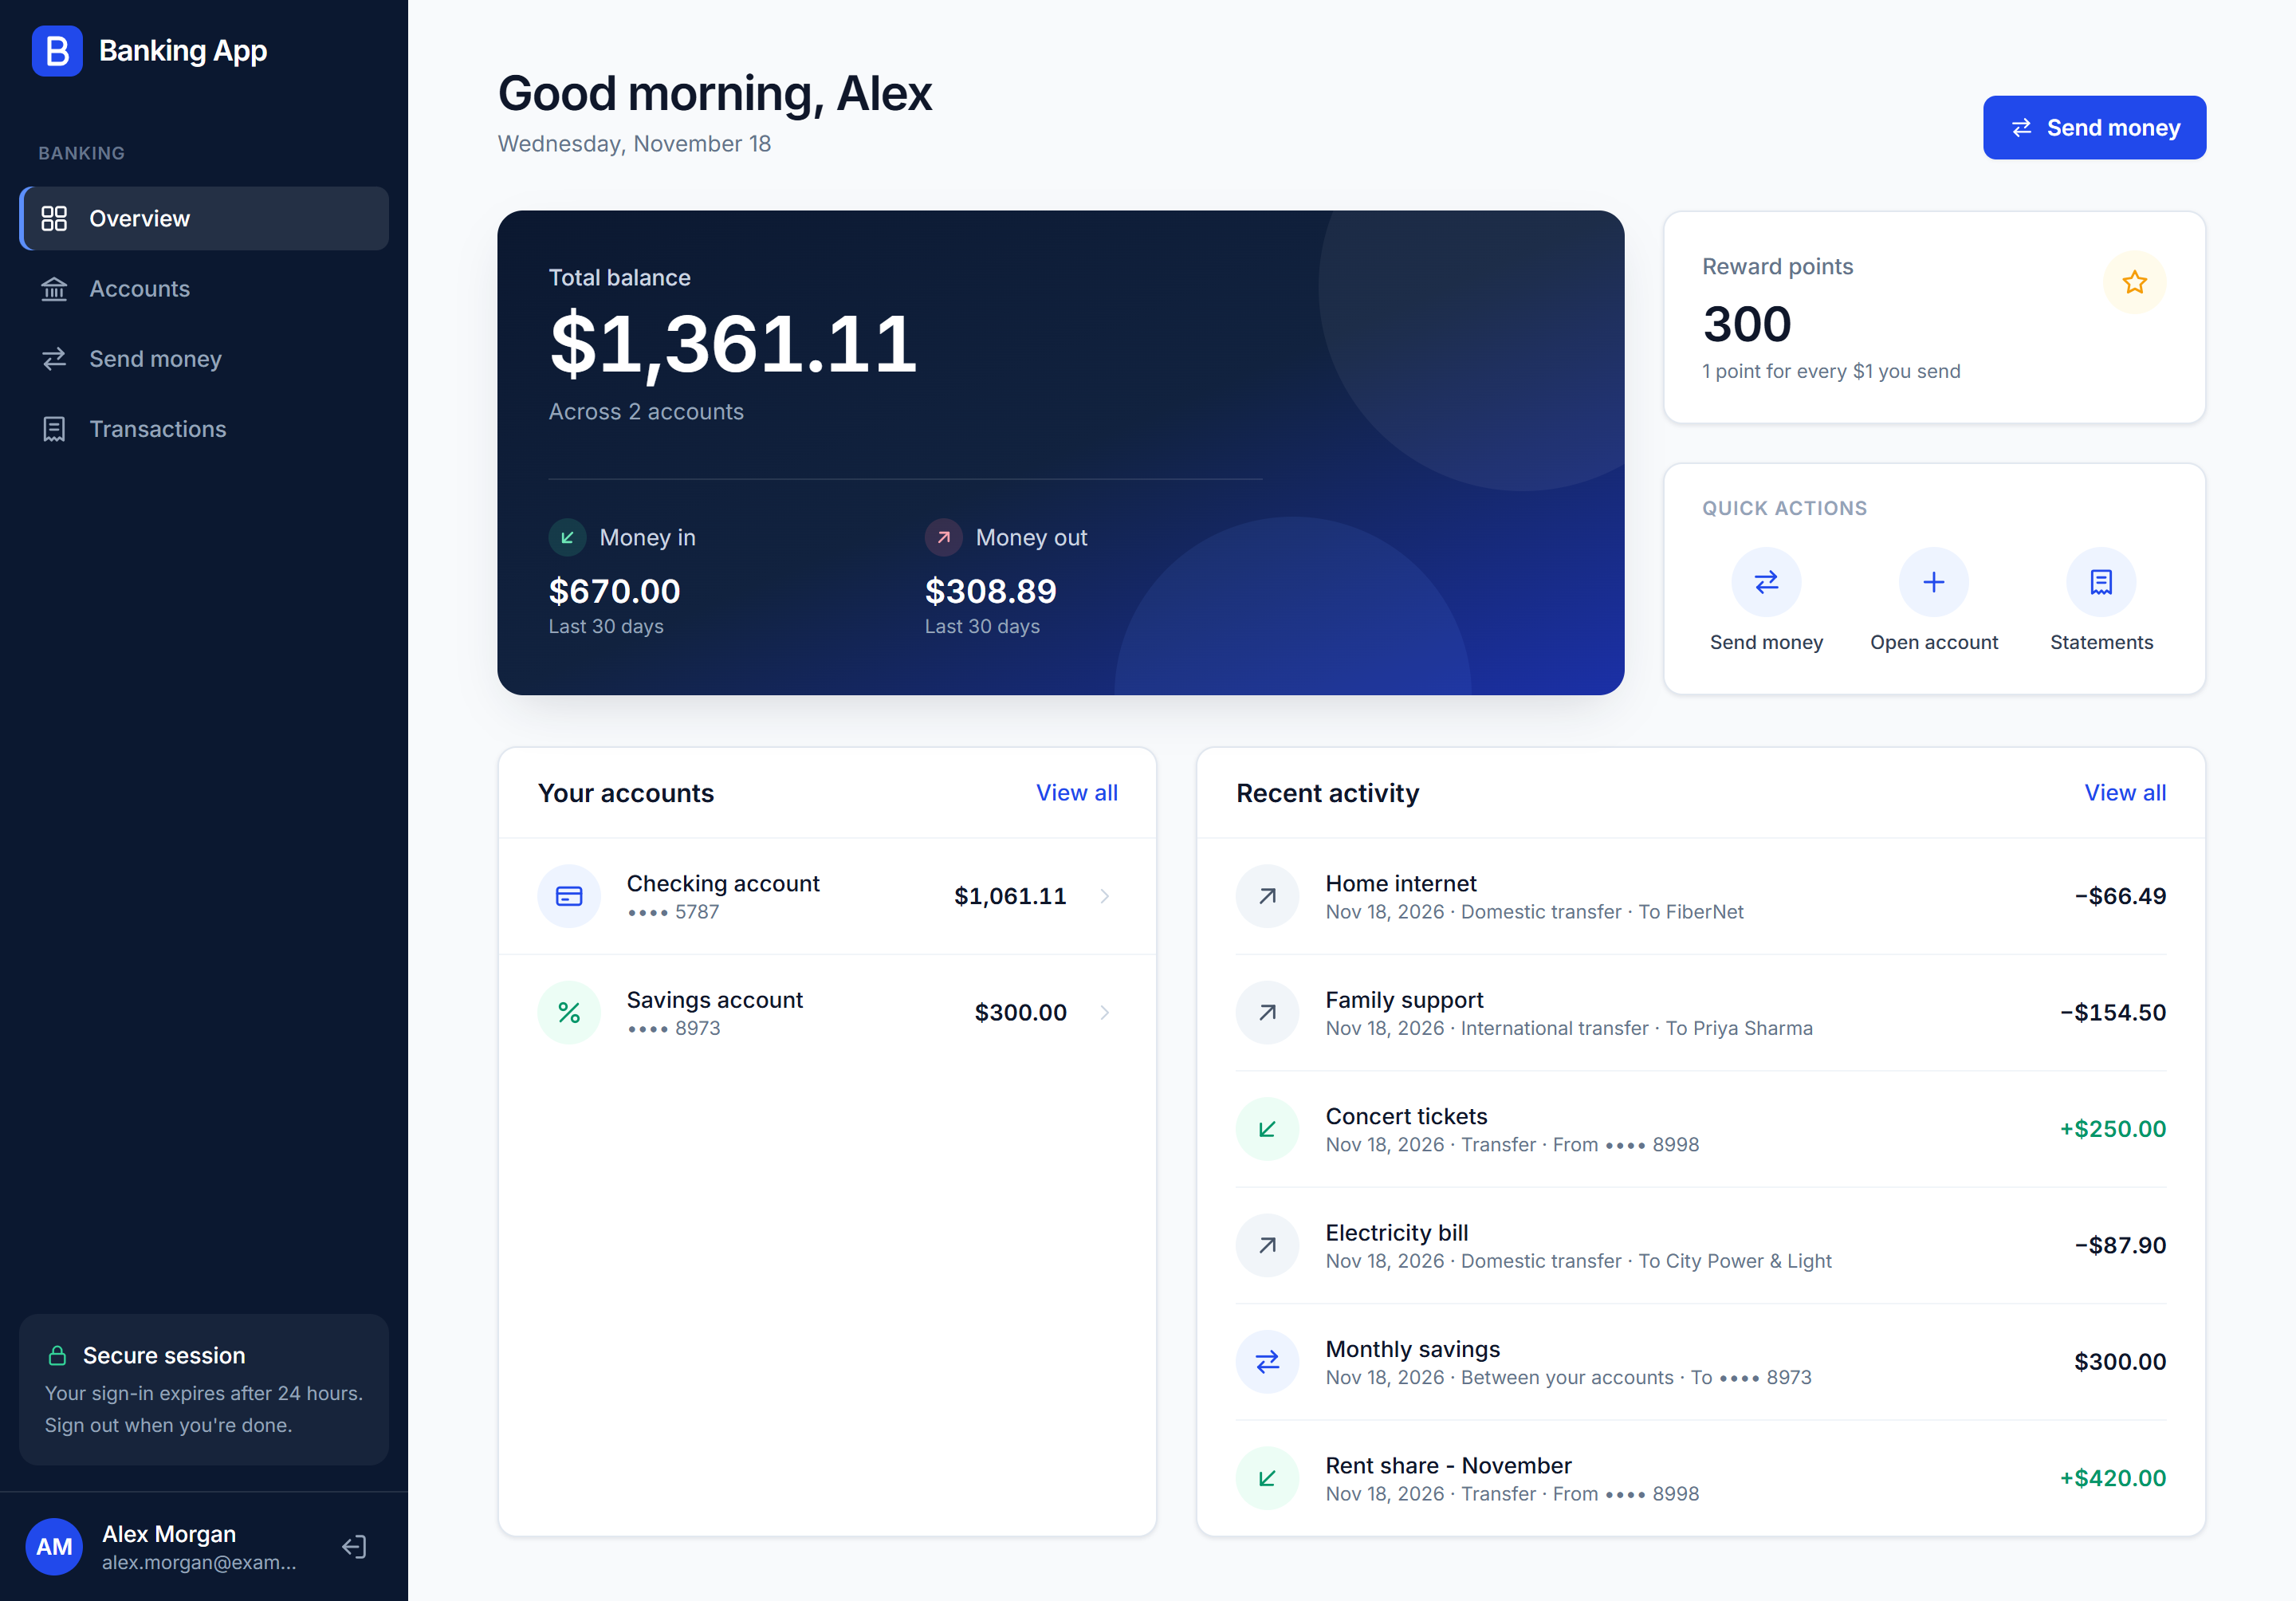 B Banking App
BANKING
Overview
Accounts
Send money
Transactions
Secure session
Your sign-in expires after 24 hours.
Sign out when you're done.
AM
Alex Morgan
alex.morgan@exam...
Good morning, Alex
Wednesday, November 18
Send money
Total balance
$1,361.11
Across 2 accounts
Money in
$670.00
Last 30 days
Money out
$308.89
Last 30 days
Reward points
300
1 point for every $1 you send
QUICK ACTIONS
Send money
Open account
Statements
Your accounts
View all
Checking account
•••• 5787
$1,061.11
Savings account
•••• 8973
$300.00
Recent activity
View all
Home internet
Nov 18, 2026 · Domestic transfer · To FiberNet
−$66.49
Family support
Nov 18, 2026 · International transfer · To Priya Sharma
−$154.50
Concert tickets
Nov 18, 2026 · Transfer · From •••• 8998
+$250.00
Electricity bill
Nov 18, 2026 · Domestic transfer · To City Power & Light
−$87.90
Monthly savings
Nov 18, 2026 · Between your accounts · To •••• 8973
$300.00
Rent share - November
Nov 18, 2026 · Transfer · From •••• 8998
+$420.00